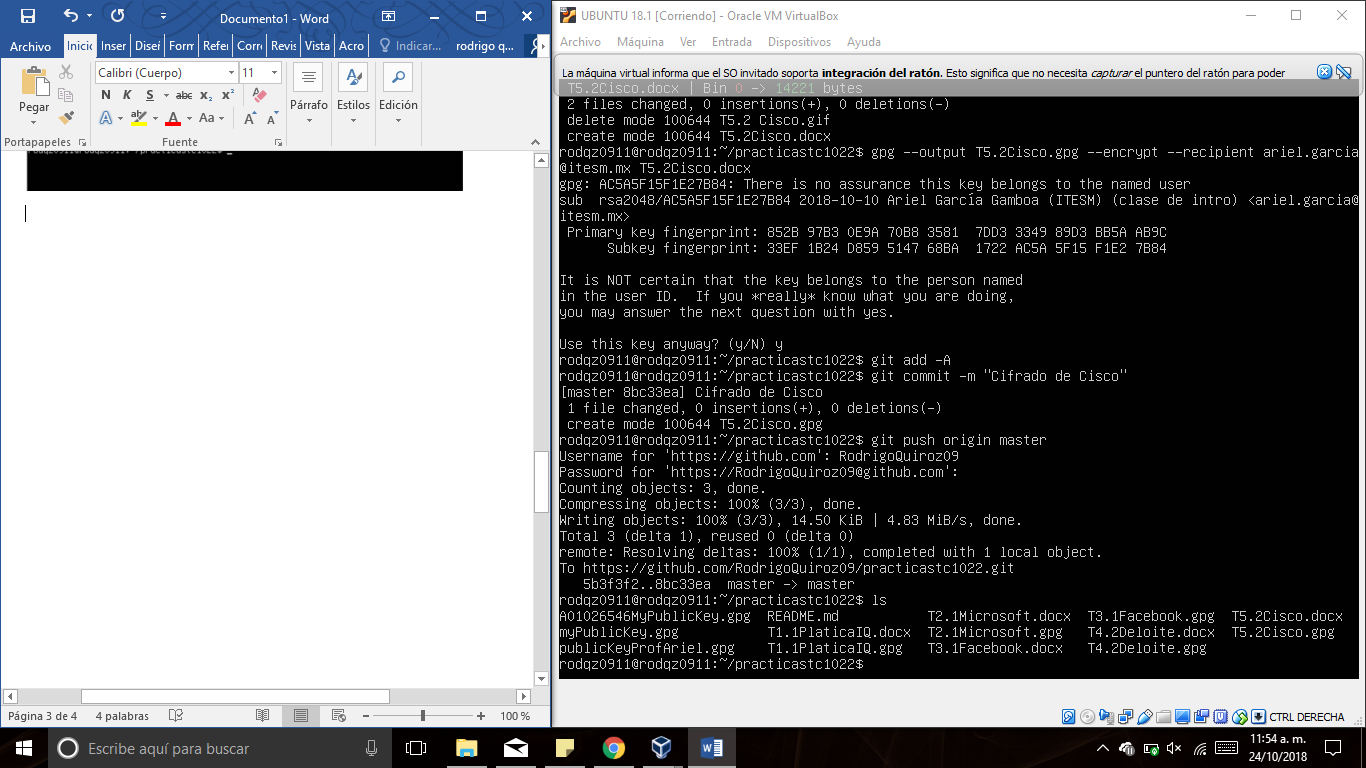 Documento1 - Word
Archivo Inicio Inser Diseí Form Refer Corre Revis Vista Acro Indicar... rodrigo q...
Calibri (Cuerpo) 11
Pegar
N K S abc x₂ x²
A ab A Aa A A
Párrafo Estilos Edición
Portapapeles Fuente
Página 3 de 4 4 palabras 100 %
UBUNTU 18.1 [Corriendo] - Oracle VM VirtualBox
Archivo Máquina Ver Entrada Dispositivos Ayuda
La máquina virtual informa que el SO invitado soporta integración del ratón. Esto significa que no necesita capturar el puntero del ratón para poder
T5.2Cisco.docx | Bin 0 -> 14221 bytes
2 files changed, 0 insertions(+), 0 deletions(-)
delete mode 100644 T5.2 Cisco.gif
create mode 100644 T5.2Cisco.docx
rodqz0911@rodqz0911:~/practicastc1022$ gpg --output T5.2Cisco.gpg --encrypt --recipient ariel.garcia
@itesm.mx T5.2Cisco.docx
gpg: AC5A5F15F1E27B84: There is no assurance this key belongs to the named user
sub rsa2048/AC5A5F15F1E27B84 2018-10-10 Ariel García Gamboa (ITESM) (clase de intro) <ariel.garcia@
itesm.mx>
Primary key fingerprint: 852B 97B3 0E9A 70B8 3581 7DD3 3349 89D3 BB5A AB9C
Subkey fingerprint: 33EF 1B24 D859 5147 68BA 1722 AC5A 5F15 F1E2 7B84
It is NOT certain that the key belongs to the person named
in the user ID. If you *really* know what you are doing,
you may answer the next question with yes.
Use this key anyway? (y/N) y
rodqz0911@rodqz0911:~/practicastc1022$ git add -A
rodqz0911@rodqz0911:~/practicastc1022$ git commit -m "Cifrado de Cisco"
[master 8bc33ea] Cifrado de Cisco
1 file changed, 0 insertions(+), 0 deletions(-)
create mode 100644 T5.2Cisco.gpg
rodqz0911@rodqz0911:~/practicastc1022$ git push origin master
Username for 'https://github.com': RodrigoQuiroz09
Password for 'https://RodrigoQuiroz09@github.com':
Counting objects: 3, done.
Compressing objects: 100% (3/3), done.
Writing objects: 100% (3/3), 14.50 KiB | 4.83 MiB/s, done.
Total 3 (delta 1), reused 0 (delta 0)
remote: Resolving deltas: 100% (1/1), completed with 1 local object.
To https://github.com/RodrigoQuiroz09/practicastc1022.git
5b3f3f2..8bc33ea master -> master
rodqz0911@rodqz0911:~/practicastc1022$ ls
A01026546MyPublicKey.gpg README.md T2.1Microsoft.docx T3.1Facebook.gpg T5.2Cisco.docx
myPublicKey.gpg T1.1PlaticaIQ.docx T2.1Microsoft.gpg T4.2Deloite.docx T5.2Cisco.gpg
publicKeyProfAriel.gpg T1.1PlaticaIQ.gpg T3.1Facebook.docx T4.2Deloite.gpg
rodqz0911@rodqz0911:~/practicastc1022$
CTRL DERECHA
Escribe aquí para buscar
11:54 a. m.
24/10/2018